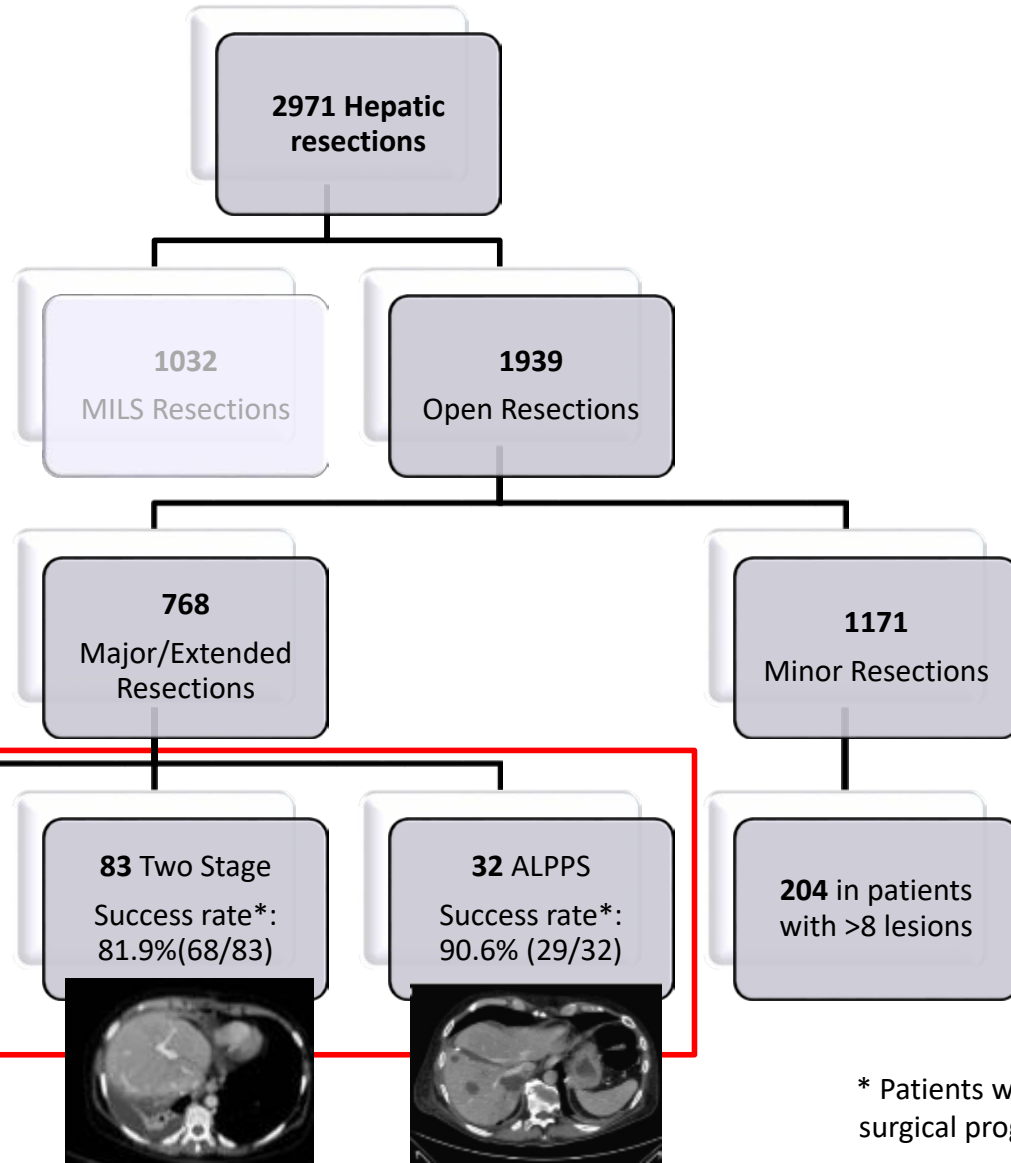 2971 Hepatic
resections
1032
MILS Resections
1939
Open Resections
768
Major/Extended
Resections
1171
Minor Resections
83 Two Stage
Success rate*:
81.9%(68/83)
32 ALPPS
Success rate*:
90.6% (29/32)
204 in patients
with >8 lesions
* Patients
surgical